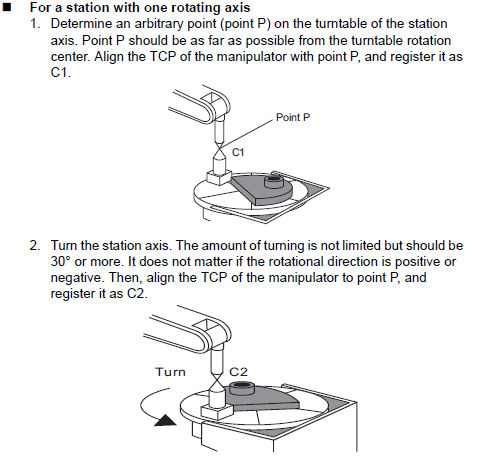 ■ For a station with one rotating axis
1. Determine an arbitrary point (point P) on the turntable of the station
axis. Point P should be as far as possible from the turntable rotation
center. Align the TCP of the manipulator with point P, and register it as
C1.
Point P
C1
2. Turn the station axis. The amount of turning is not limited but should be
30° or more. It does not matter if the rotational direction is positive or
negative. Then, align the TCP of the manipulator to point P, and
register it as C2.
Turn
C2